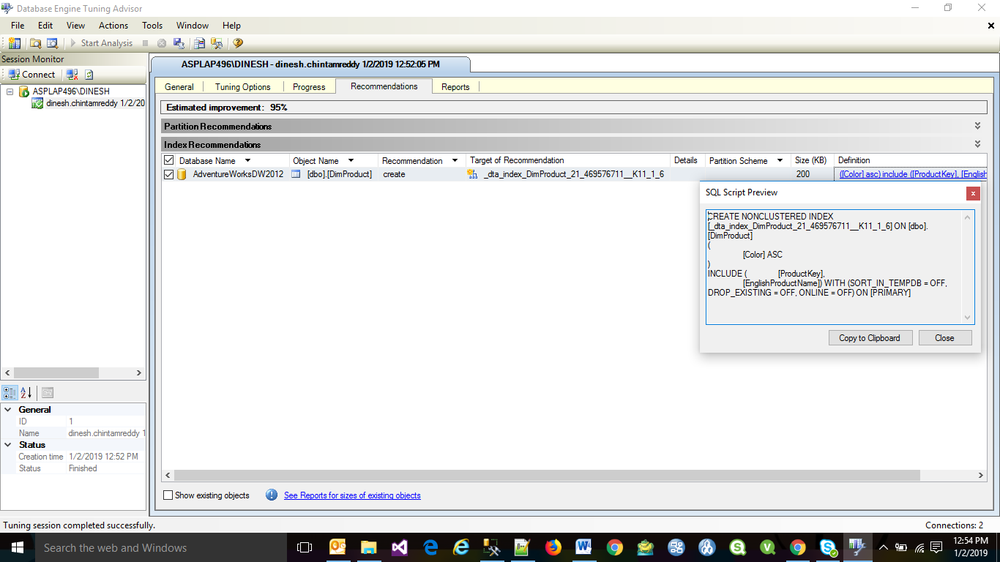 Database Engine Tuning Advisor
File Edit View Actions Tools Window Help
Start Analysis
Session Monitor
Connect
ASPLAP496\DINESH
dinesh.chintamreddy 1/2/20
ASPLAP496\DINESH - dinesh.chintamreddy 1/2/2019 12:52:05 PM
General Tuning Options Progress Recommendations Reports
Estimated improvement: 95%
Partition Recommendations
Index Recommendations
Database Name Object Name Recommendation Target of Recommendation Details Partition Scheme Size (KB) Definition
AdventureWorksDW2012 [dbo].[DimProduct] create _dta_index_DimProduct_21_469576711__K11_1_6 200 ([Color] asc) include ([ProductKey], [English
SQL Script Preview
CREATE NONCLUSTERED INDEX
[_dta_index_DimProduct_21_469576711__K11_1_6] ON [dbo].
[DimProduct]
(
[Color] ASC
)
INCLUDE ( [ProductKey],
[EnglishProductName]) WITH (SORT_IN_TEMPDB = OFF,
DROP_EXISTING = OFF, ONLINE = OFF) ON [PRIMARY]
Copy to Clipboard Close
General
ID 1
Name dinesh.chintamreddy 1
Status
Creation time 1/2/2019 12:52 PM
Status Finished
Show existing objects See Reports for sizes of existing objects
Tuning session completed successfully. Connections: 2
Search the web and Windows
12:54 PM
1/2/2019